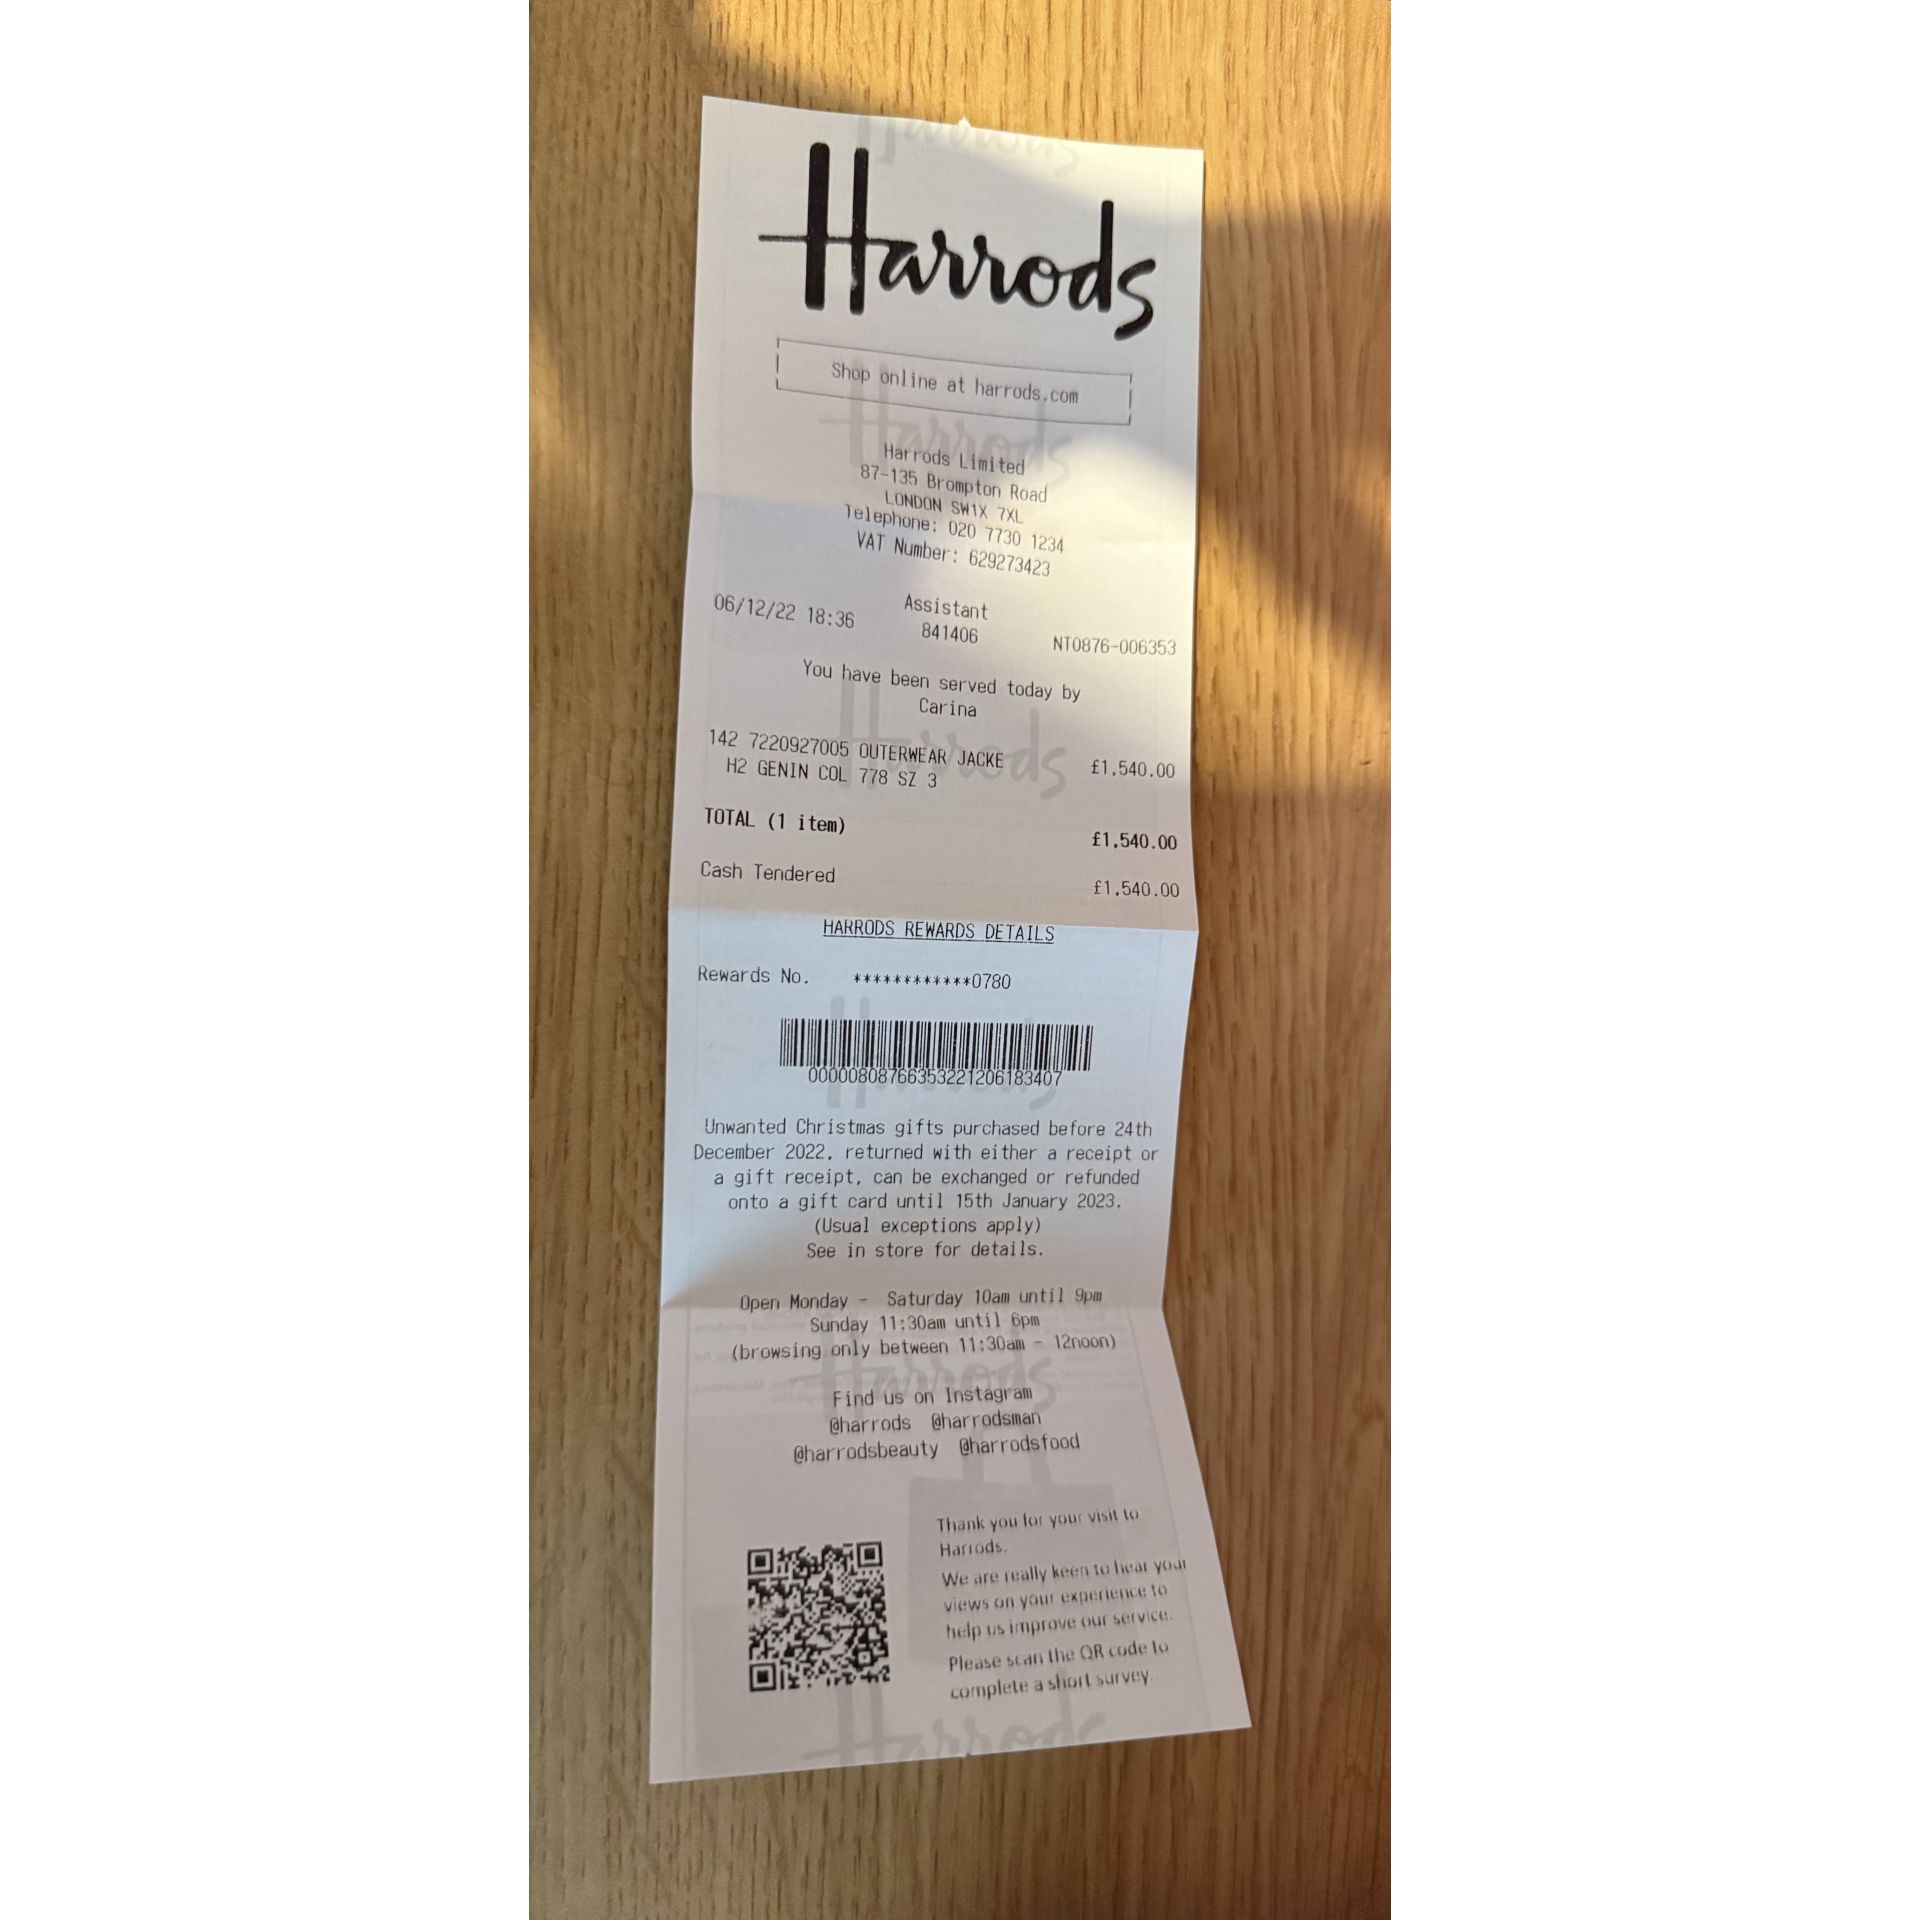 Harrods
Shop online at harrods.com
Harrods Limited
87-135 Brompton Road
LONDON SW1X 7XL
Telephone: 020 7730 1234
VAT Number: 629273423
06/12/22 18:36 Assistant 841406 NT0876-006353
You have been served today by
Carina
142 7220927005 OUTERWEAR JACKE £1,540.00
H2 GENIN COL 778 SZ 3
TOTAL (1 item) £1,540.00
Cash Tendered £1,540.00
HARRODS REWARDS DETAILS
Rewards No. ************0780
0000080876635322​1206183407
Unwanted Christmas gifts purchased before 24th
December 2022, returned with either a receipt or
a gift receipt, can be exchanged or refunded
onto a gift card until 15th January 2023.
(Usual exceptions apply)
See in store for details.
Open Monday - Saturday 10am until 9pm
Sunday 11:30am until 6pm
(browsing only between 11:30am - 12noon)
Find us on Instagram
@harrods @harrodsman
@harrodsbeauty @harrodsfood
Thank you for your visit to
Harrods.
We are really keen to hear your
views on your experience to
help us improve our service.
Please scan the QR code to
complete a short survey.